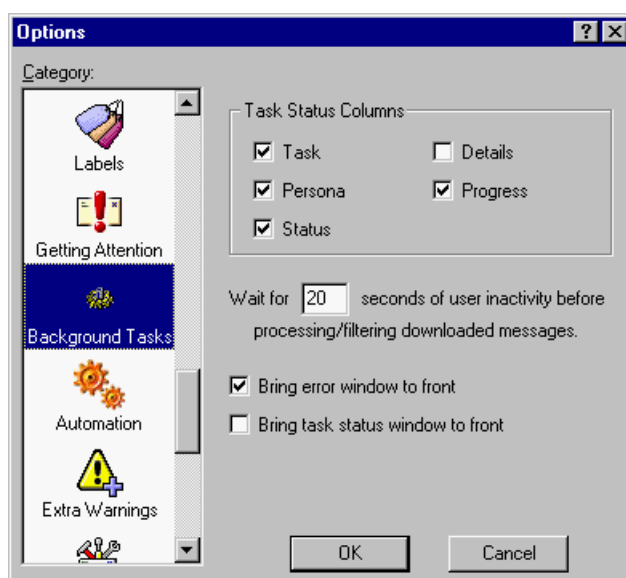 Options
Category:
Labels
Getting Attention
Background Tasks
Automation
Extra Warnings
Task Status Columns
Task
Details
Persona
Progress
Status
Wait for 20 seconds of user inactivity before
processing/filtering downloaded messages.
Bring error window to front
Bring task status window to front
OK
Cancel